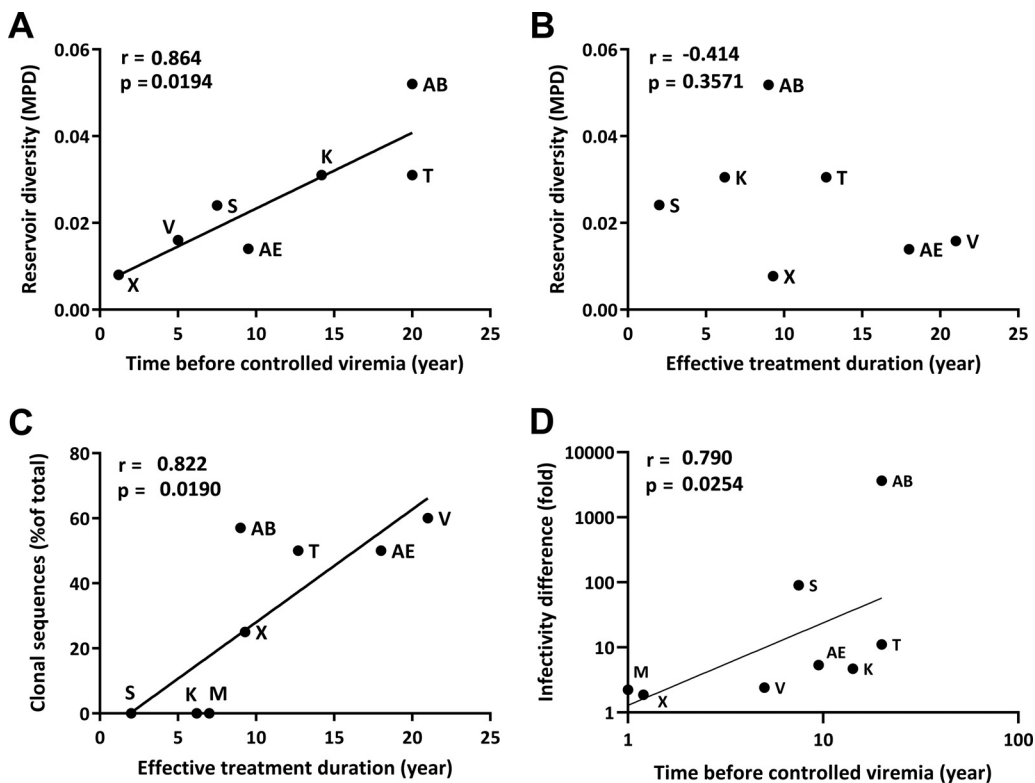 A
r = 0.864
p = 0.0194
Reservoir diversity (MPD)
0.06
0.04
0.02
0.00
AB
K
T
S
V
AE
X
0 5 10 15 20 25
Time before controlled viremia (year)
B
r = -0.414
p = 0.3571
Reservoir diversity (MPD)
0.06
0.04
0.02
0.00
AB
K
T
S
V
AE
X
0 5 10 15 20 25
Effective treatment duration (year)
C
r = 0.822
p = 0.0190
Clonal sequences (%of total)
80
60
40
20
0
AB
V
T
AE
X
S
K M
0 5 10 15 20 25
Effective treatment duration (year)
D
r = 0.790
p = 0.0254
Infectivity difference (fold)
10000
1000
100
10
1
AB
S
T
AE
K
M
V
X
1 10 100
Time before controlled viremia (year)